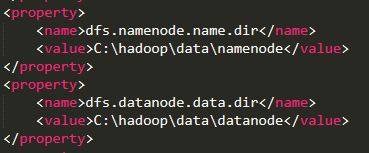 <property>
    <name>dfs.namenode.name.dir</name>
    <value>C:\hadoop\data\namenode</value>
</property>
<property>
    <name>dfs.datanode.data.dir</name>
    <value>C:\hadoop\data\datanode</value>
</property>